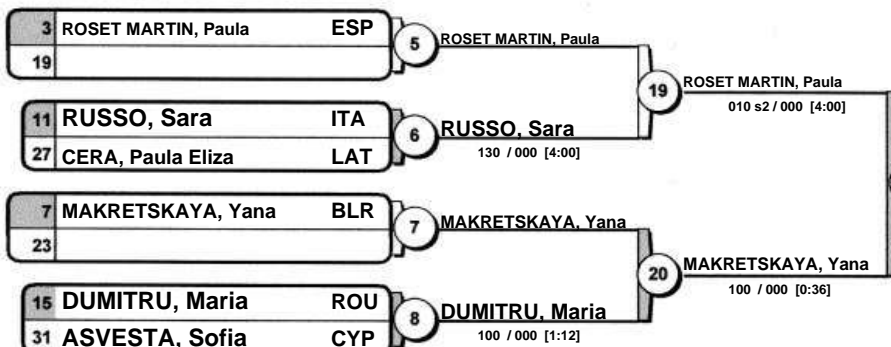 3 ROSET MARTIN, Paula ESP
19
5 ROSET MARTIN, Paula
11 RUSSO, Sara ITA
27 CERA, Paula Eliza LAT
6 RUSSO, Sara
130 / 000 [4:00]
19 ROSET MARTIN, Paula
010 s2 / 000 [4:00]
7 MAKRETSKAYA, Yana BLR
23
7 MAKRETSKAYA, Yana
15 DUMITRU, Maria ROU
31 ASVESTA, Sofia CYP
8 DUMITRU, Maria
100 / 000 [1:12]
20 MAKRETSKAYA, Yana
100 / 000 [0:36]